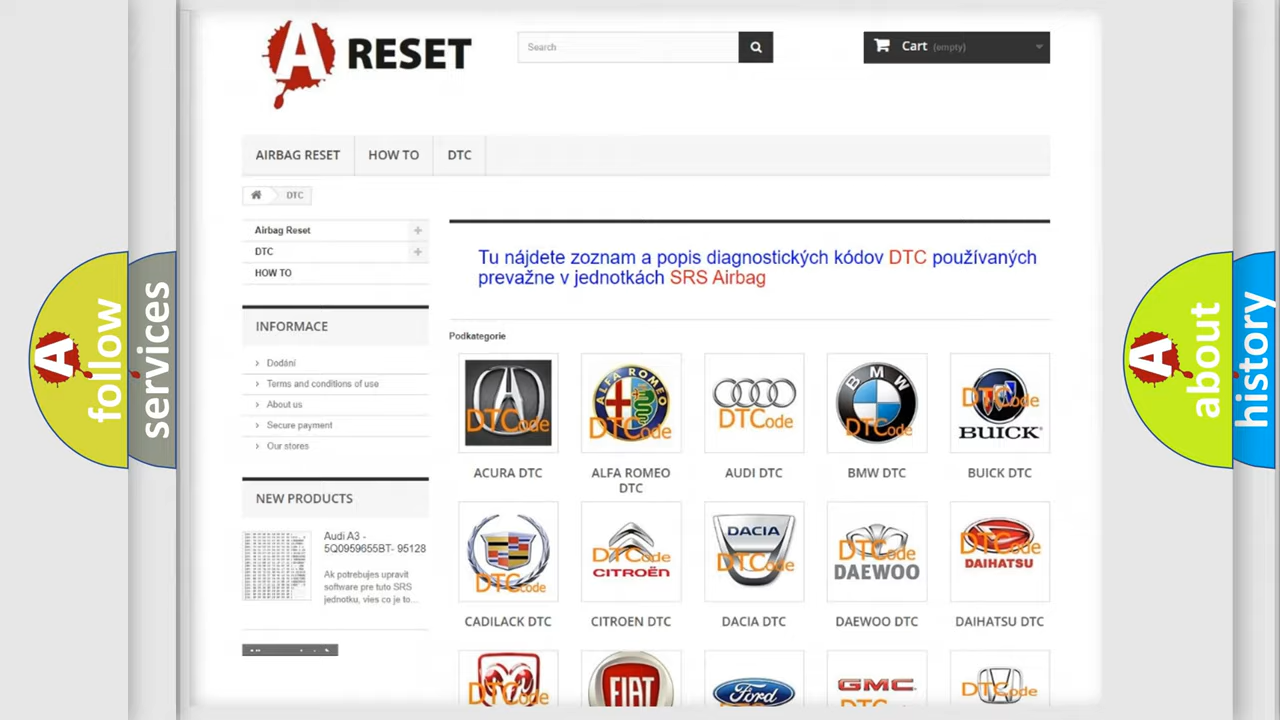 A RESET
Search
Cart (empty)
AIRBAG RESET
HOW TO
DTC
DTC
Airbag Reset
DTC
HOW TO
INFORMACE
Dodání
Terms and conditions of use
About us
Secure payment
Our stores
NEW PRODUCTS
Audi A3 -
5Q0959655BT- 95128
Ak potrebujes upravit
software pre tuto SRS
jednotku, vies co je to...
Tu nájdete zoznam a popis diagnostických kódov DTC používaných
prevažne v jednotkách SRS Airbag
Podkategorie
DTCode
ALFA ROMEO
DTCode
DTCode
BMW
DTCode
DTCode
BUICK
ACURA DTC
ALFA ROMEO
DTC
AUDI DTC
BMW DTC
BUICK DTC
DTCode
DTCode
CITROËN
DACIA
DTCode
DTCode
DAEWOO
DTCode
DAIHATSU
CADILACK DTC
CITROEN DTC
DACIA DTC
DAEWOO DTC
DAIHATSU DTC
DTCode
FIAT
Ford
GMC
DTCode
A follow
services
A about
history